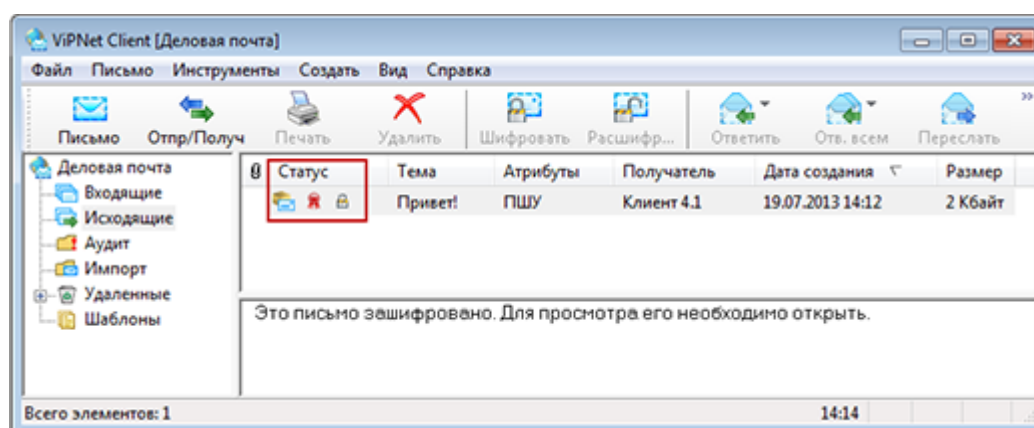 ViPNet Client [Деловая почта]
Файл Письмо Инструменты Создать Вид Справка
Письмо Отпр/Получ Печать Удалить Шифровать Расшифр... Ответить Отв. всем Переслать
Деловая почта
Входящие
Исходящие
Аудит
Импорт
Удаленные
Шаблоны
Статус Тема Атрибуты Получатель Дата создания Размер
Привет! ПШУ Клиент 4.1 19.07.2013 14:12 2 Кбайт
Это письмо зашифровано. Для просмотра его необходимо открыть.
Всего элементов: 1 14:14